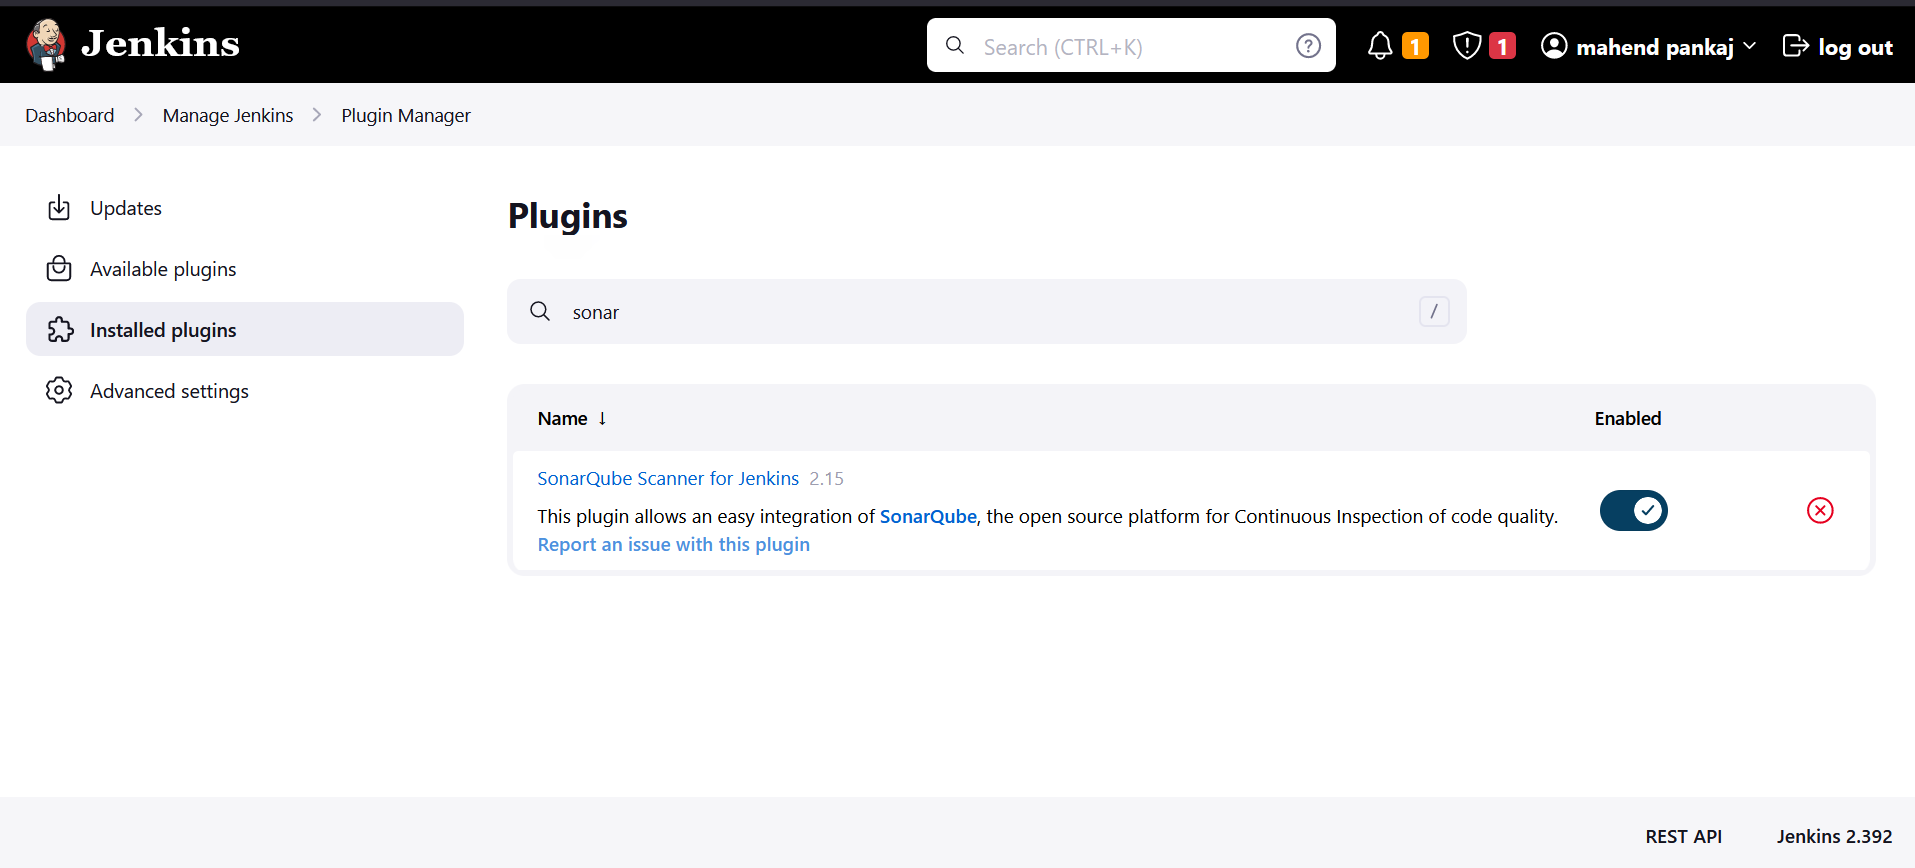 Jenkins
Search (CTRL+K)
?
1
1
mahend pankaj
log out
Dashboard > Manage Jenkins > Plugin Manager
Updates
Available plugins
Installed plugins
Advanced settings
Plugins
sonar
/
Name ↓
Enabled
SonarQube Scanner for Jenkins 2.15
This plugin allows an easy integration of SonarQube, the open source platform for Continuous Inspection of code quality.
Report an issue with this plugin
REST API
Jenkins 2.392